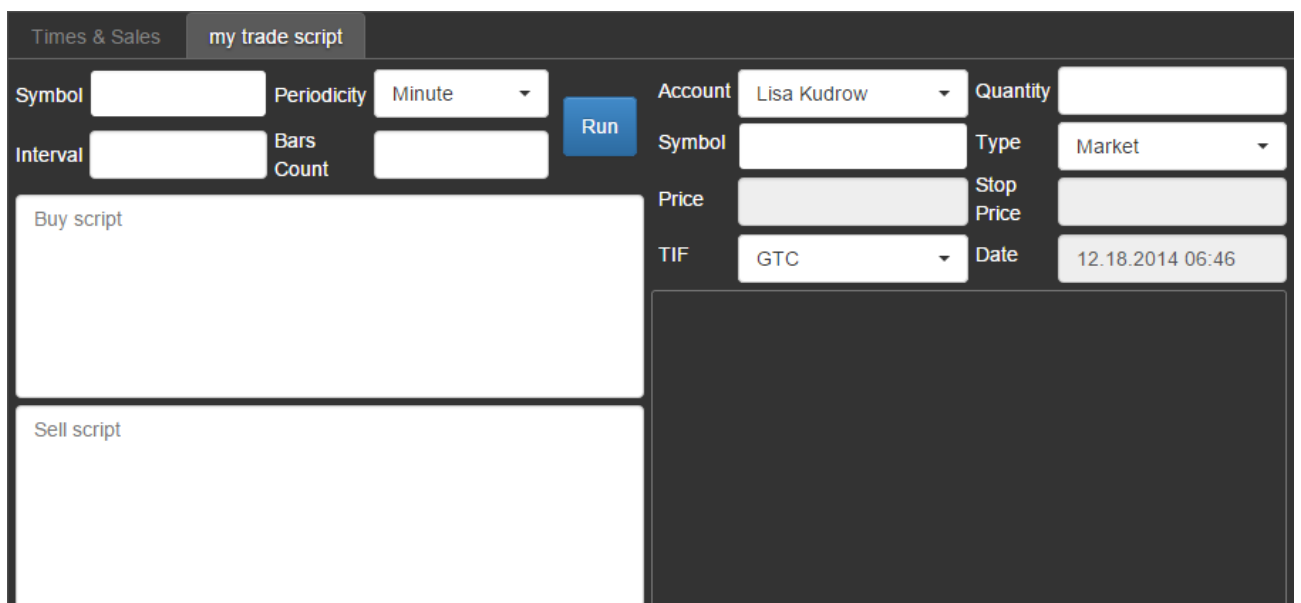 Times & Sales my trade script
Symbol Periodicity Minute
Interval Bars Count
Run
Buy script
Sell script
Account Lisa Kudrow Quantity
Symbol Type Market
Price Stop Price
TIF GTC Date 12.18.2014 06:46